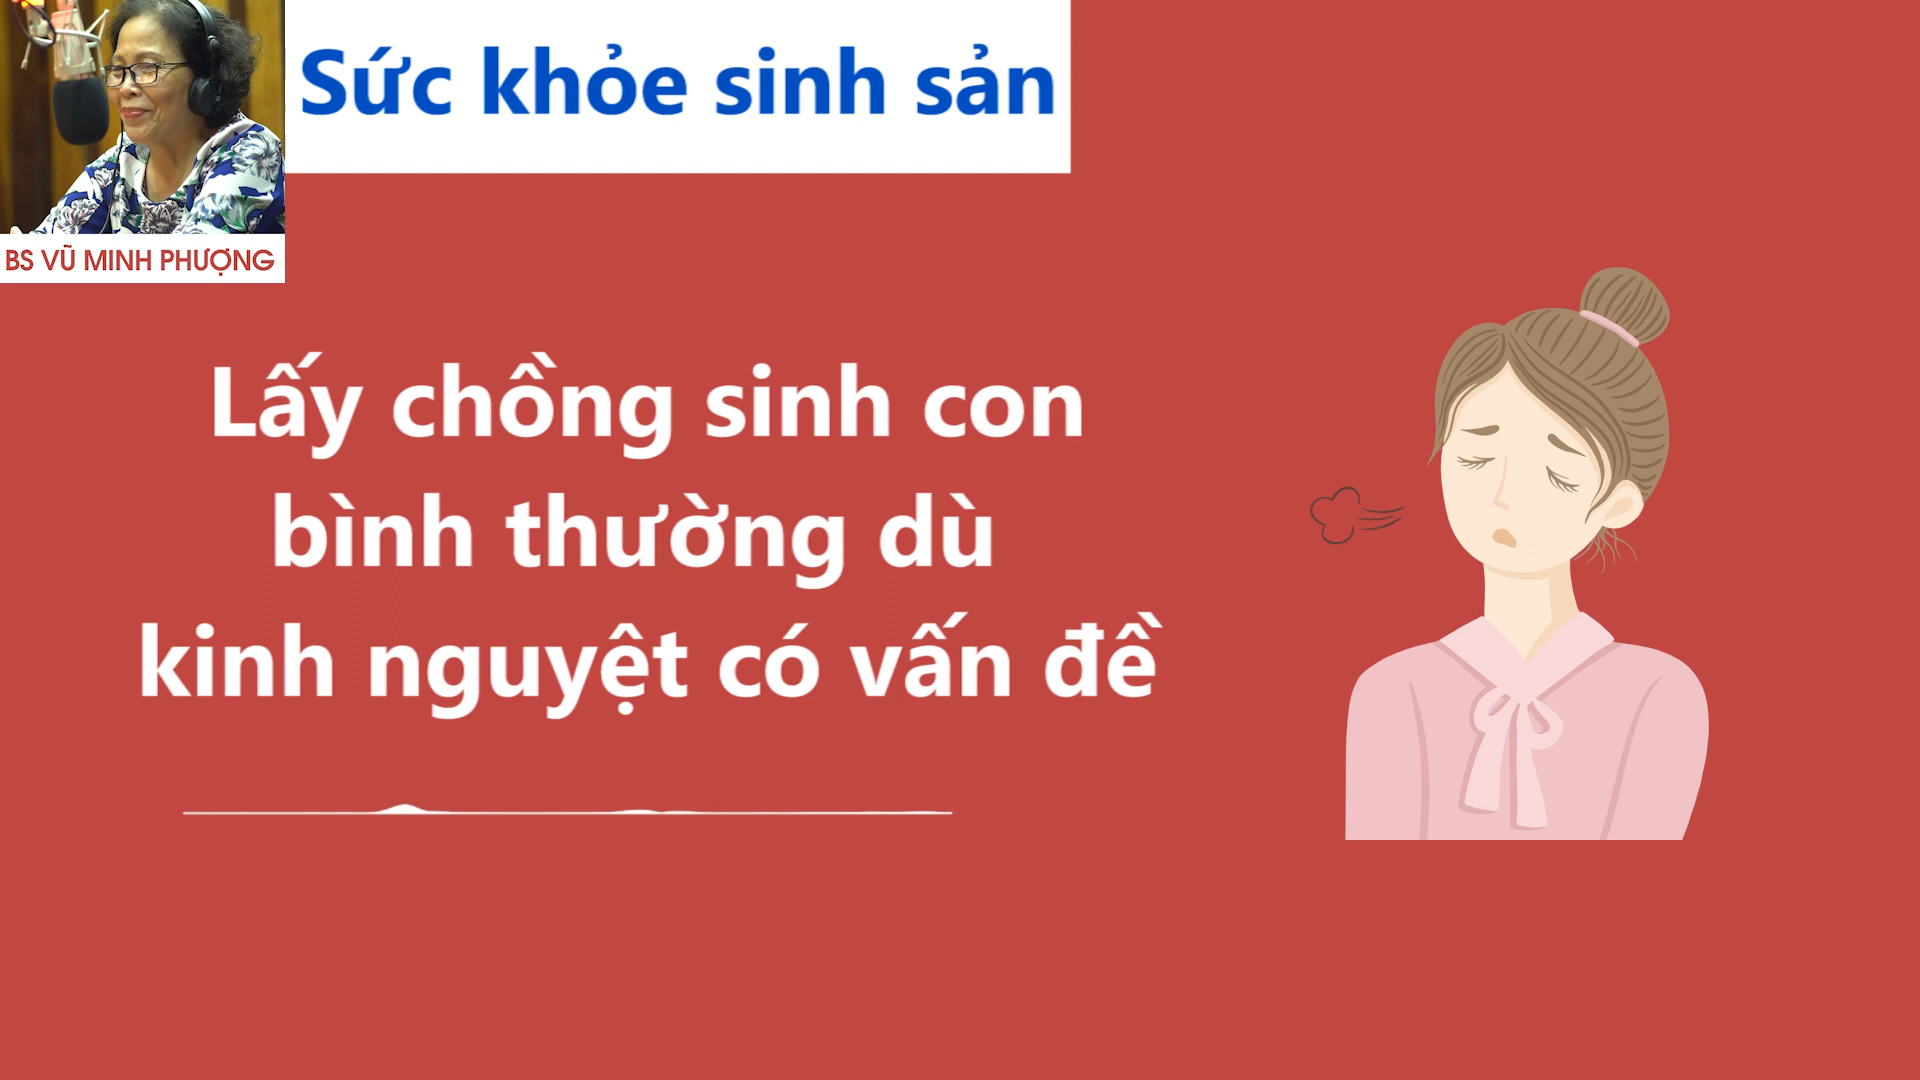 Sức khỏe sinh sản
BS VŨ MINH PHƯỢNG
Lấy chồng sinh con
bình thường dù
kinh nguyệt có vấn đề